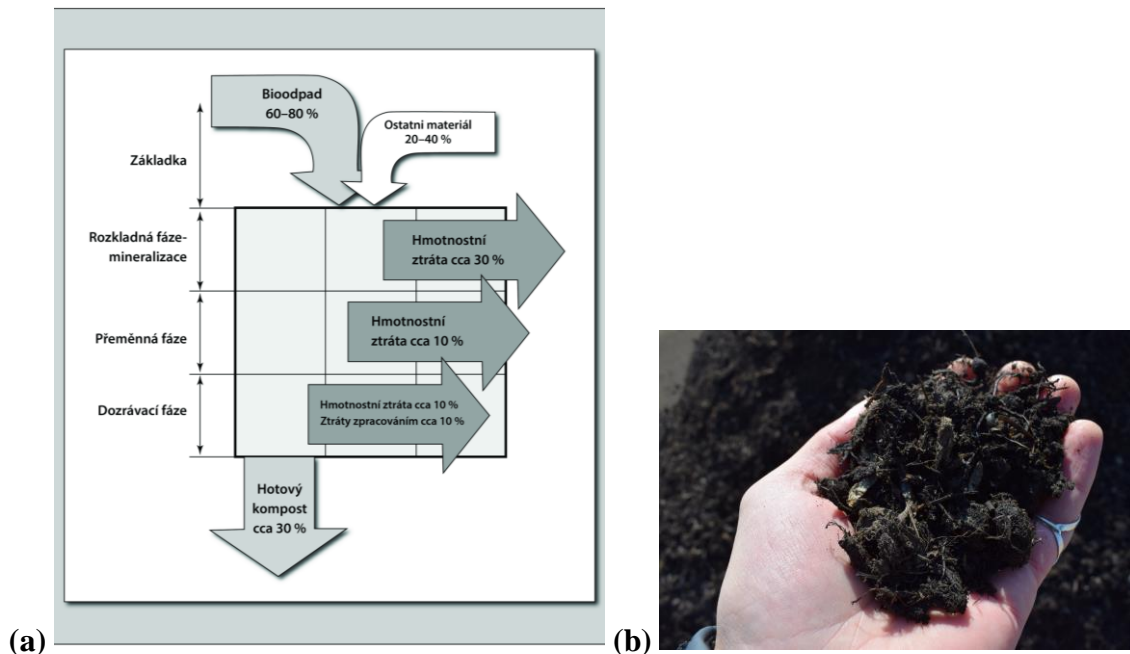 Bioodpad
60–80 %
Ostatni materiál
20–40 %
Základka
Rozkladná fáze-
mineralizace
Hmotnostní
ztráta cca 30 %
Přeměnná fáze
Hmotnostní
ztráta cca 10 %
Dozrávací fáze
Hmotnostní ztráta cca 10 %
Ztráty zpracováním cca 10 %
Hotový
kompost
cca 30 %
(a)
(b)